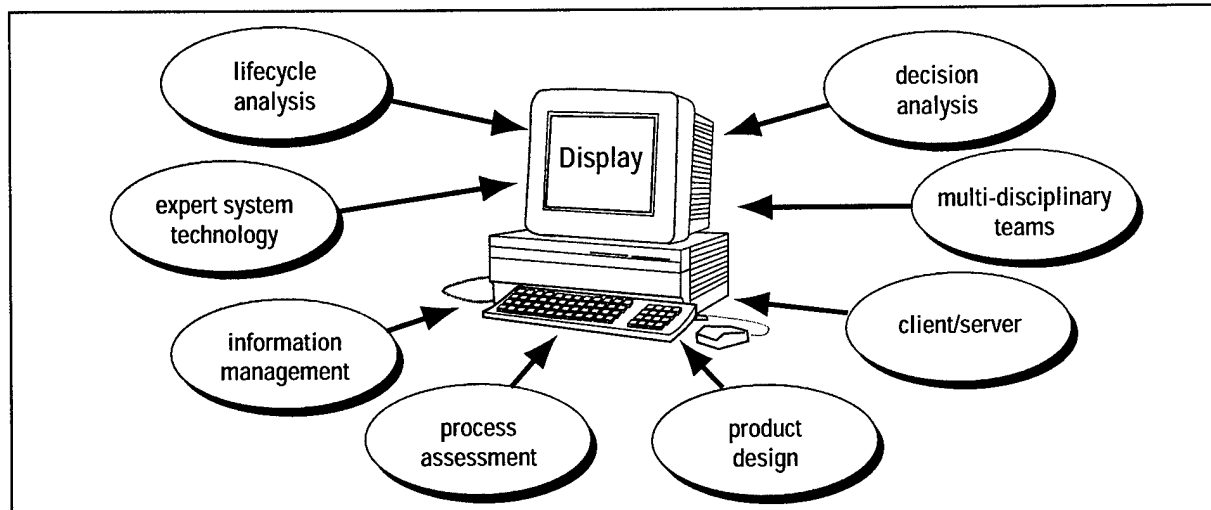 lifecycle
analysis
decision
analysis
Display
expert system
technology
multi-disciplinary
teams
information
management
client/server
process
assessment
product
design